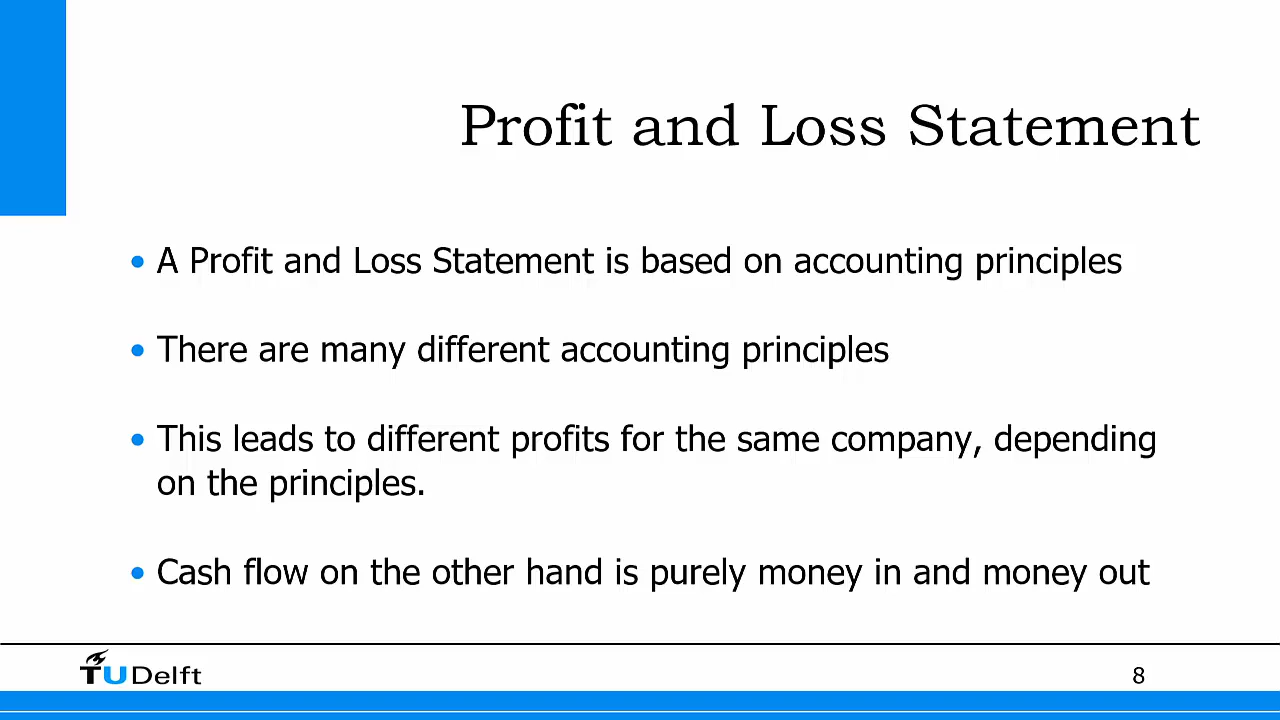 Profit and Loss Statement
• A Profit and Loss Statement is based on accounting principles
• There are many different accounting principles
• This leads to different profits for the same company, depending
on the principles.
• Cash flow on the other hand is purely money in and money out
TU Delft
8